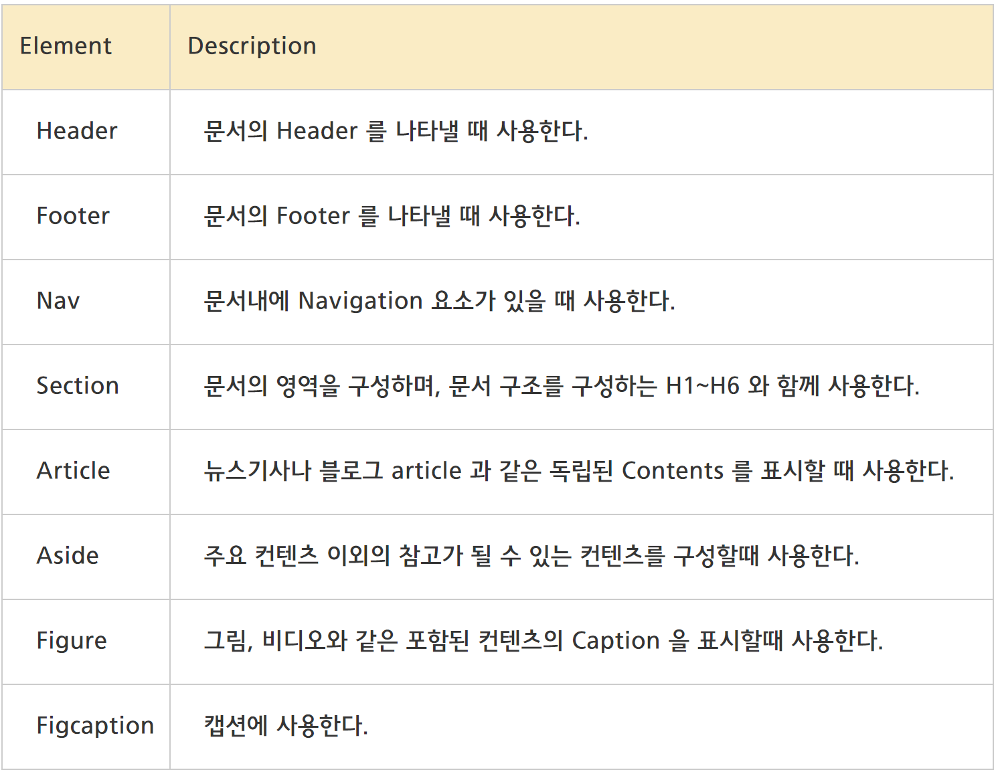 Element Description
Header 문서의 Header 를 나타낼 때 사용한다.
Footer 문서의 Footer 를 나타낼 때 사용한다.
Nav 문서내에 Navigation 요소가 있을 때 사용한다.
Section 문서의 영역을 구성하며, 문서 구조를 구성하는 H1~H6 와 함께 사용한다.
Article 뉴스기사나 블로그 article 과 같은 독립된 Contents 를 표시할 때 사용한다.
Aside 주요 컨텐츠 이외의 참고가 될 수 있는 컨텐츠를 구성할때 사용한다.
Figure 그림, 비디오와 같은 포함된 컨텐츠의 Caption 을 표시할때 사용한다.
Figcaption 캡션에 사용한다.